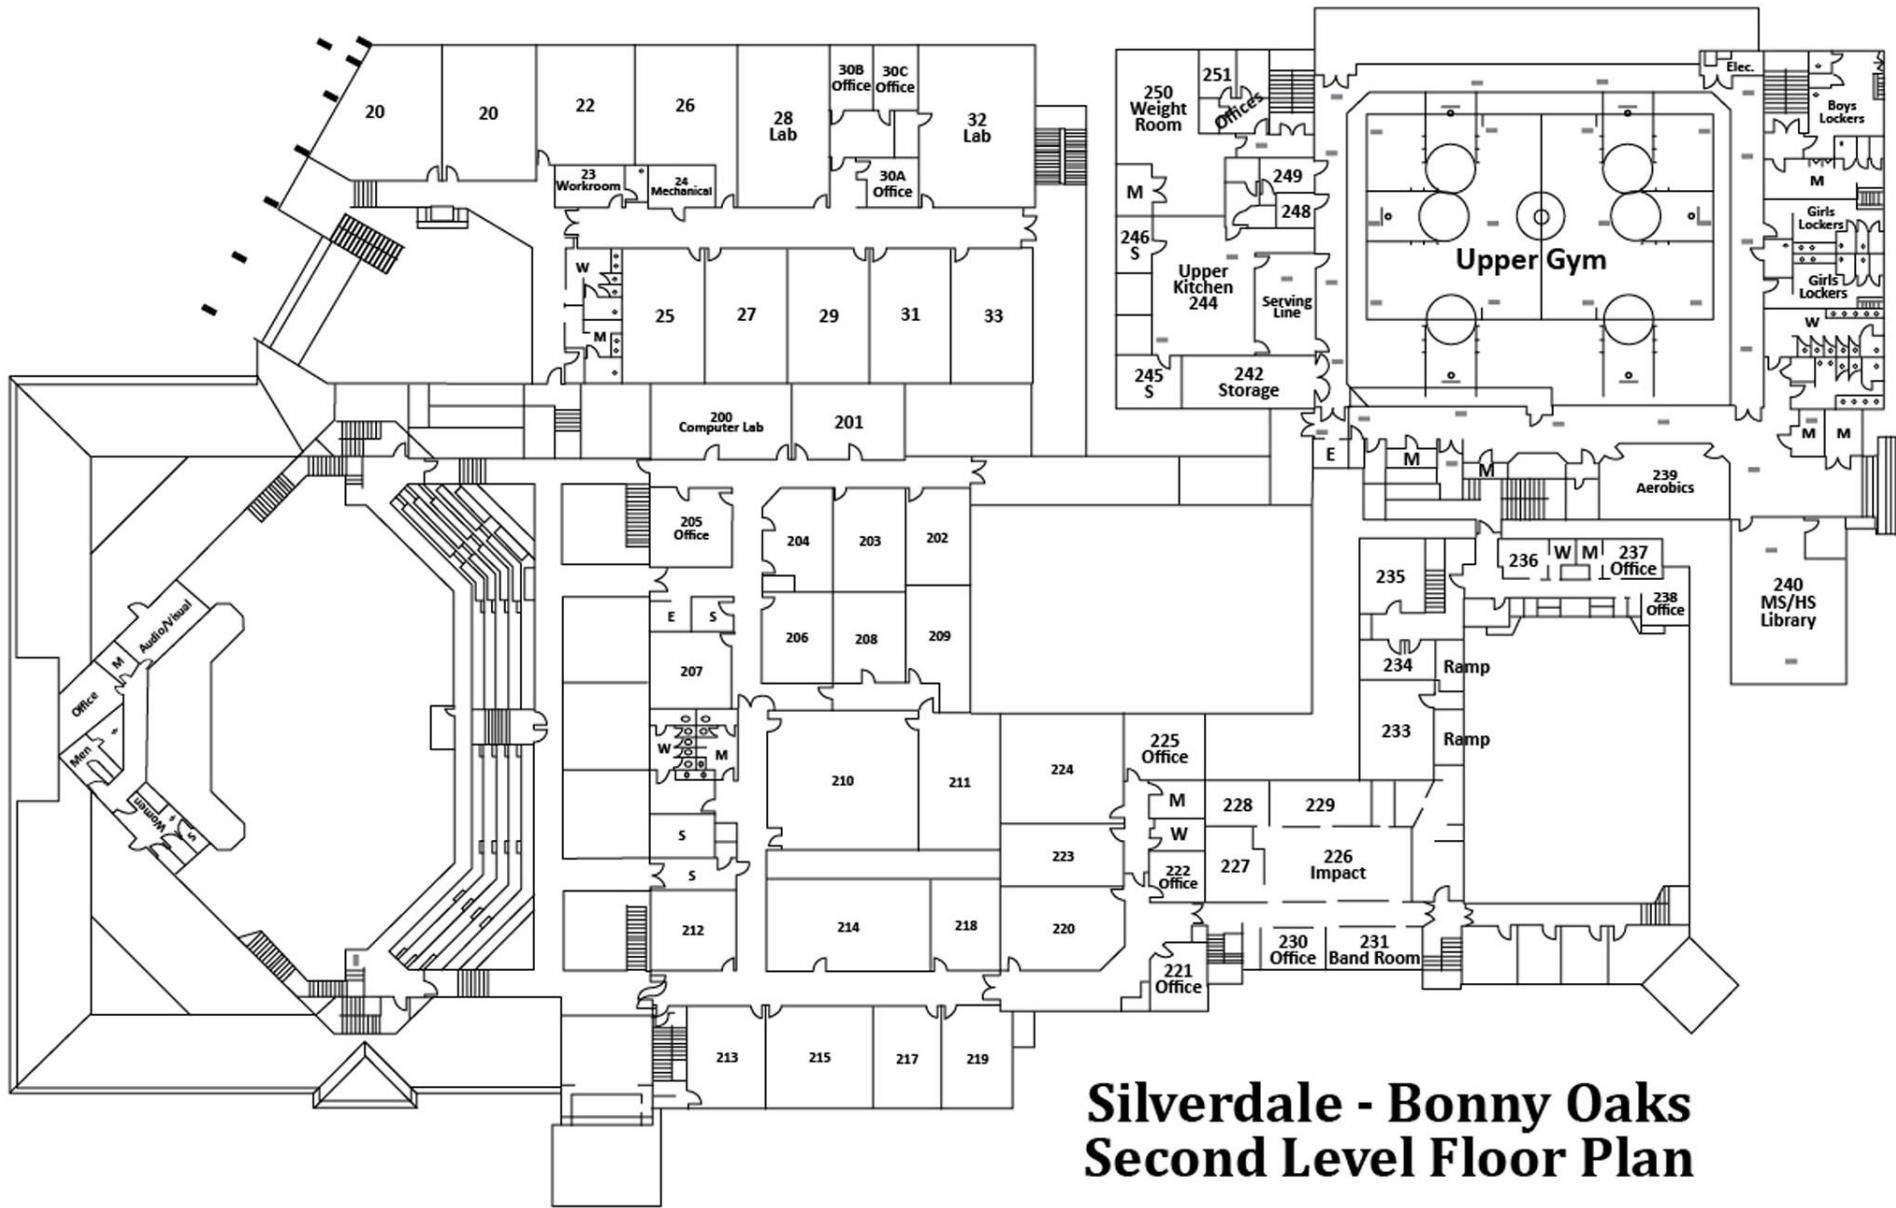 20
20
22
26
28
Lab
30B
Office
30C
Office
32
Lab
23
Workroom
24
Mechanical
30A
Office
W
M
25
27
29
31
33
200
Computer Lab
201
250
Weight
Room
251
Offices
M
249
248
246
S
Upper
Kitchen
244
Serving
Line
245
S
242
Storage
Upper Gym
Elec.
Boys
Lockers
M
Girls
Lockers
Girls
Lockers
W
M
M
E
M
M
239
Aerobics
240
MS/HS
Library
205
Office
204
203
202
E
S
206
208
209
207
W
M
S
S
212
210
211
214
218
213
215
217
219
224
223
220
225
Office
M
W
222
Office
221
Office
228
229
227
226
Impact
230
Office
231
Band Room
235
236
W
M
237
Office
238
Office
234
Ramp
233
Ramp
Audio/Visual
M
Office
Men
Women
S
Silverdale - Bonny Oaks
Second Level Floor Plan